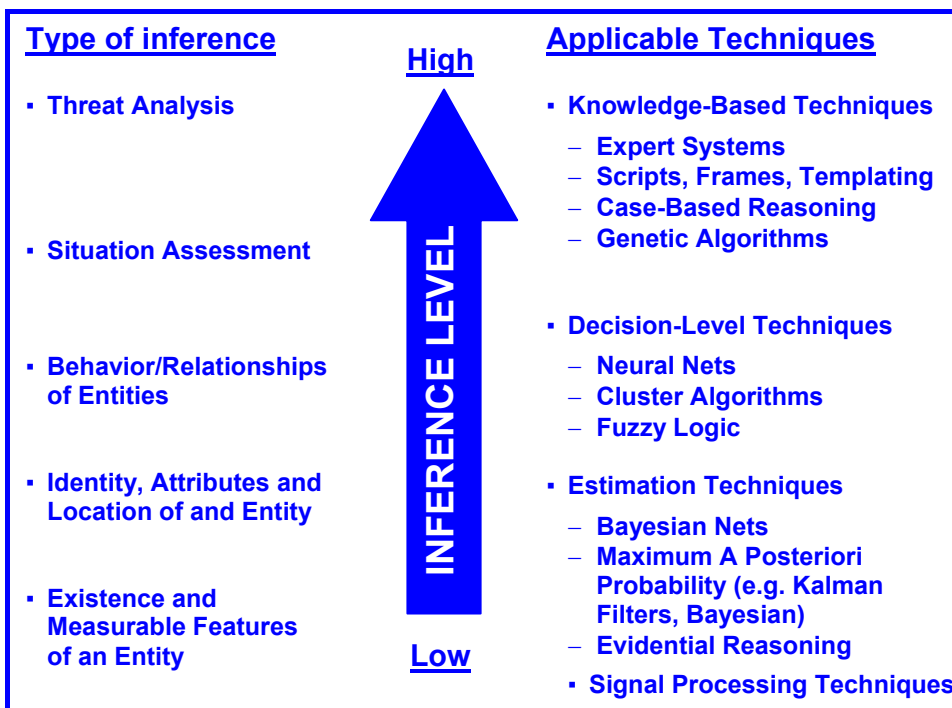 Type of inference
▪ Threat Analysis
▪ Situation Assessment
▪ Behavior/Relationships
of Entities
▪ Identity, Attributes and
Location of and Entity
▪ Existence and
Measurable Features
of an Entity
High
INFERENCE LEVEL
Low
Applicable Techniques
▪ Knowledge-Based Techniques
– Expert Systems
– Scripts, Frames, Templating
– Case-Based Reasoning
– Genetic Algorithms
▪ Decision-Level Techniques
– Neural Nets
– Cluster Algorithms
– Fuzzy Logic
▪ Estimation Techniques
– Bayesian Nets
– Maximum A Posteriori
Probability (e.g. Kalman
Filters, Bayesian)
– Evidential Reasoning
▪ Signal Processing Techniques